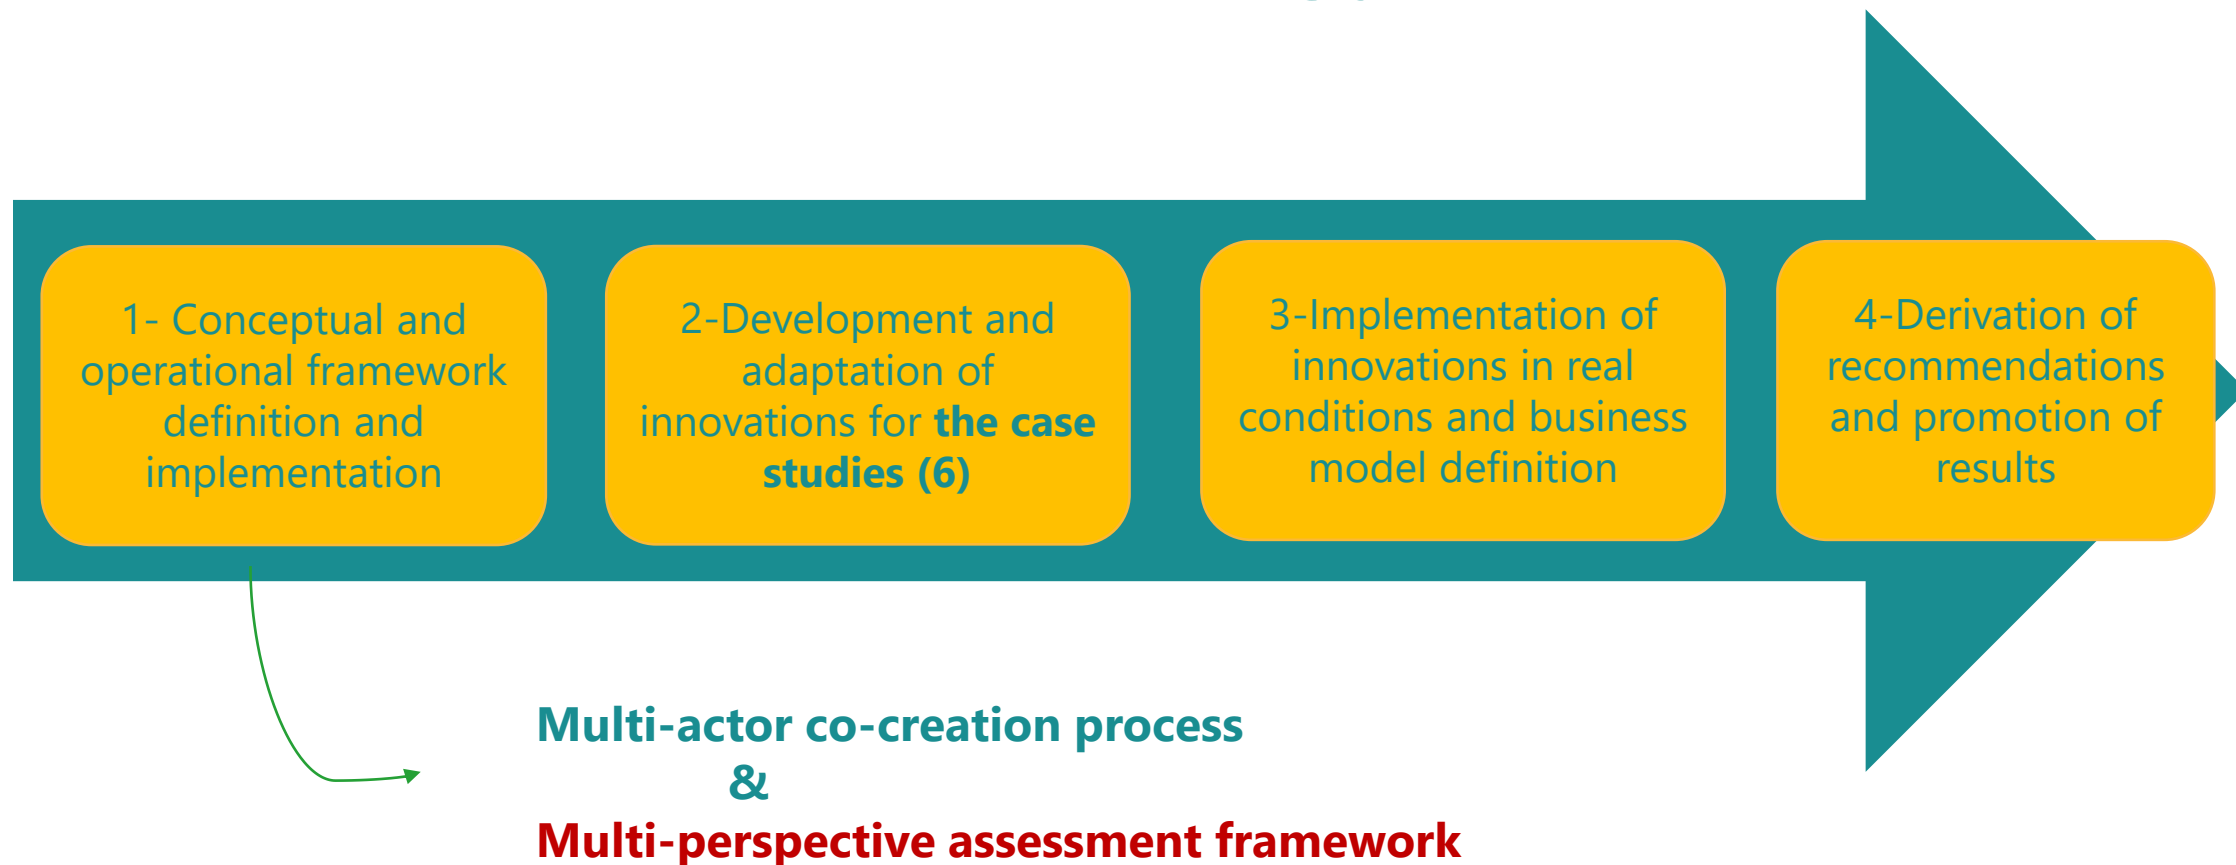 1- Conceptual and
operational framework
definition and
implementation
2-Development and
adaptation of
innovations for the case
studies (6)
3-Implementation of
innovations in real
conditions and business
model definition
4-Derivation of
recommendations
and promotion of
results
Multi-actor co-creation process
&
Multi-perspective assessment framework